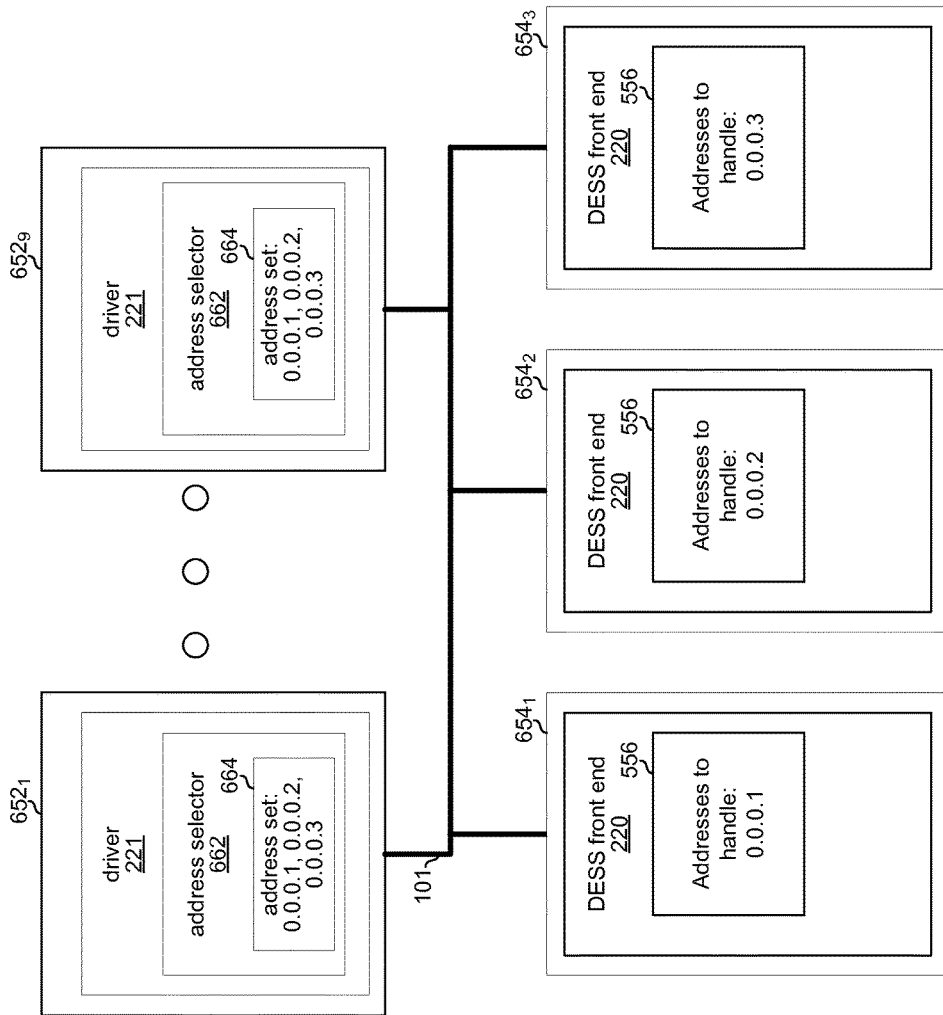 652₁
driver
221
address selector
662
664
address set:
0.0.0.1, 0.0.0.2,
0.0.0.3
652₉
driver
221
address selector
662
664
address set:
0.0.0.1, 0.0.0.2,
0.0.0.3
101
654₁
DESS front end
220
556
Addresses to
handle:
0.0.0.1
654₂
DESS front end
220
556
Addresses to
handle:
0.0.0.2
654₃
DESS front end
220
556
Addresses to
handle:
0.0.0.3